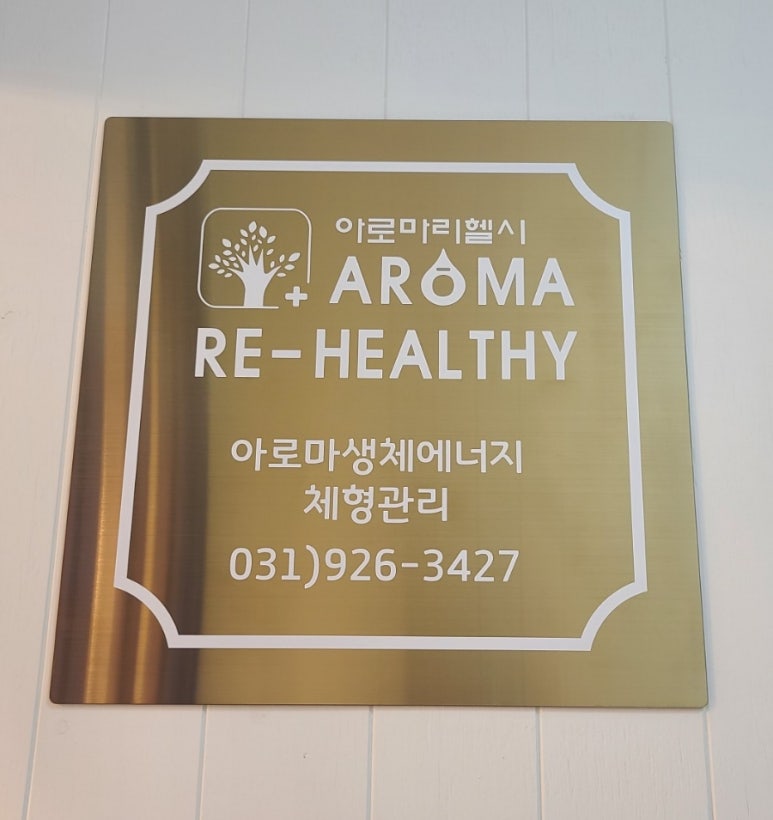 아로마리헬시
AROMA
RE-HEALTHY
아로마생체에너지
체형관리
031)926-3427